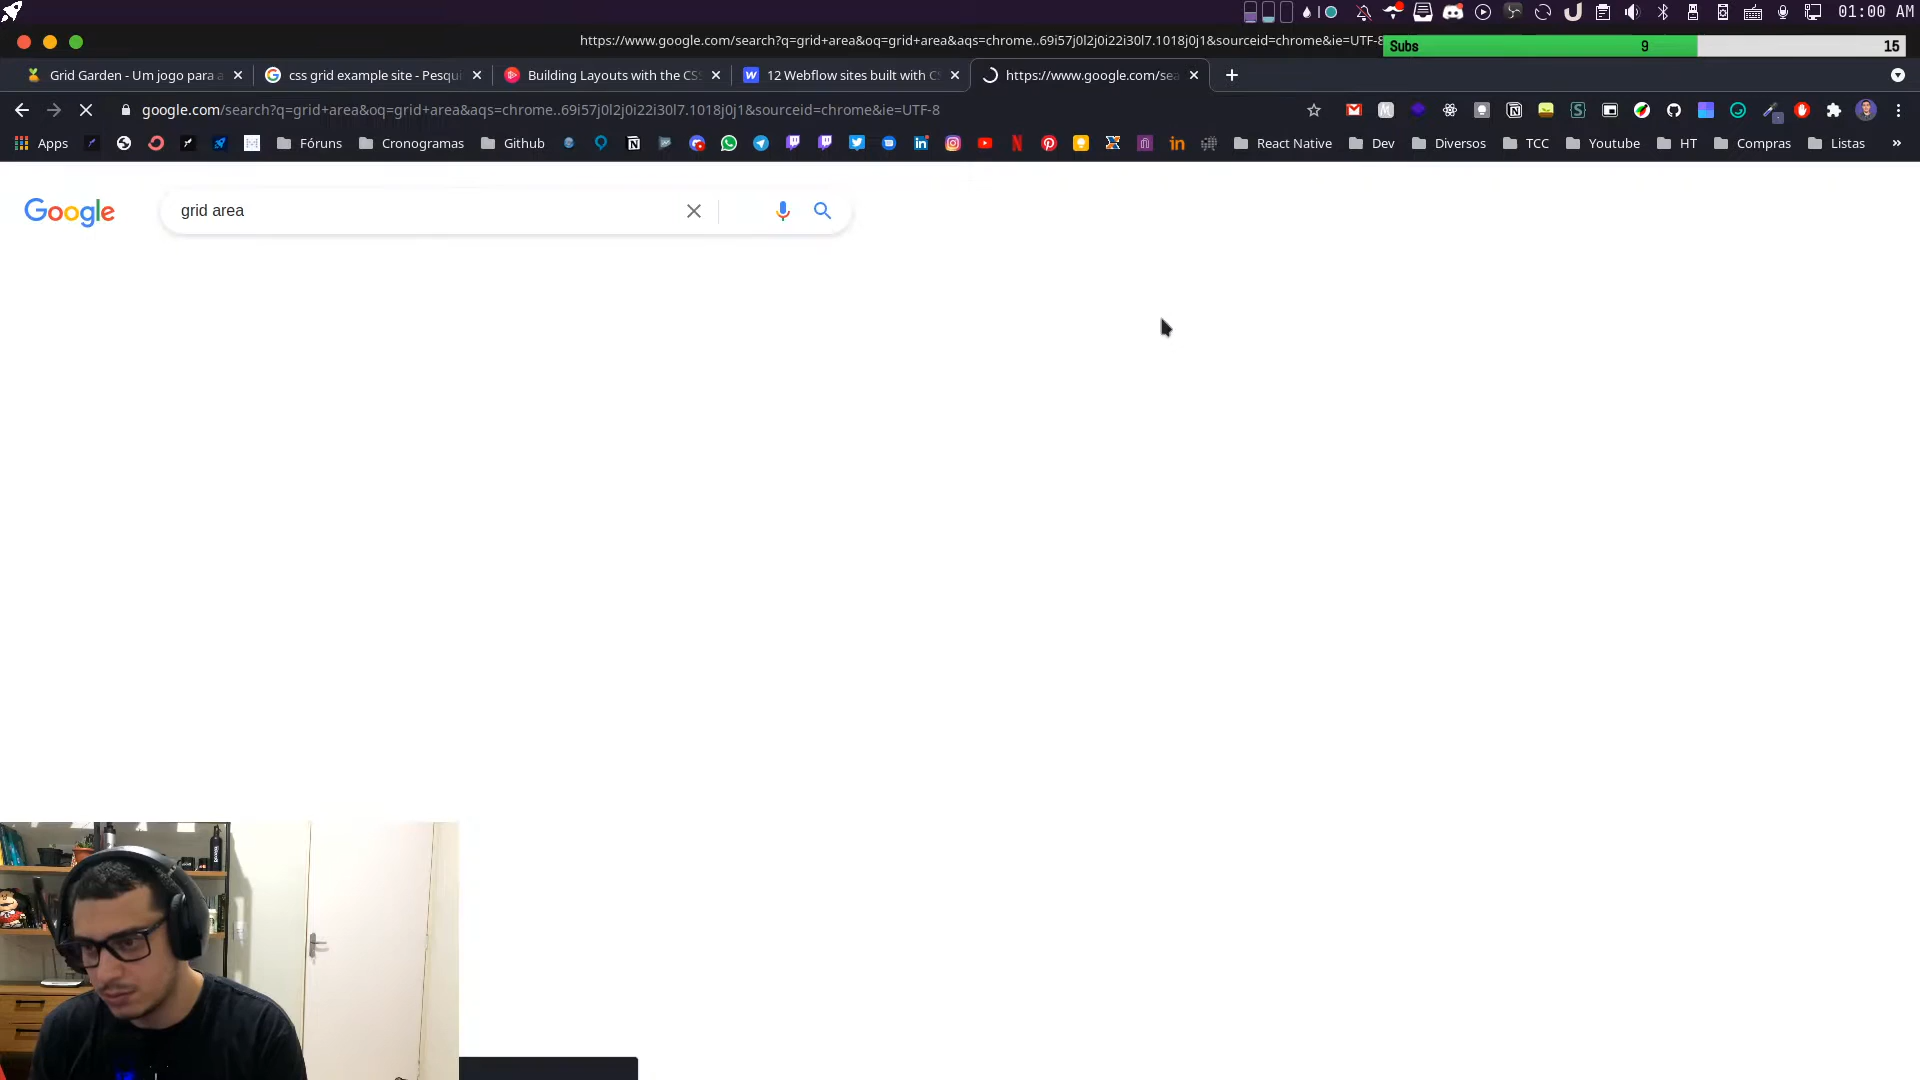 01:00 AM
https://www.google.com/search?q=grid+area&oq=grid+area&aqs=chrome..69i57j0l2j0i22i30l7.1018j0j1&sourceid=chrome&ie=UTF-8
Subs 9 15
Grid Garden - Um jogo para a
css grid example site - Pesqui
Building Layouts with the CSS
12 Webflow sites built with CS
https://www.google.com/sea
google.com/search?q=grid+area&oq=grid+area&aqs=chrome..69i57j0l2j0i22i30l7.1018j0j1&sourceid=chrome&ie=UTF-8
Apps Fóruns Cronogramas Github React Native Dev Diversos TCC Youtube HT Compras Listas »
Google
grid area